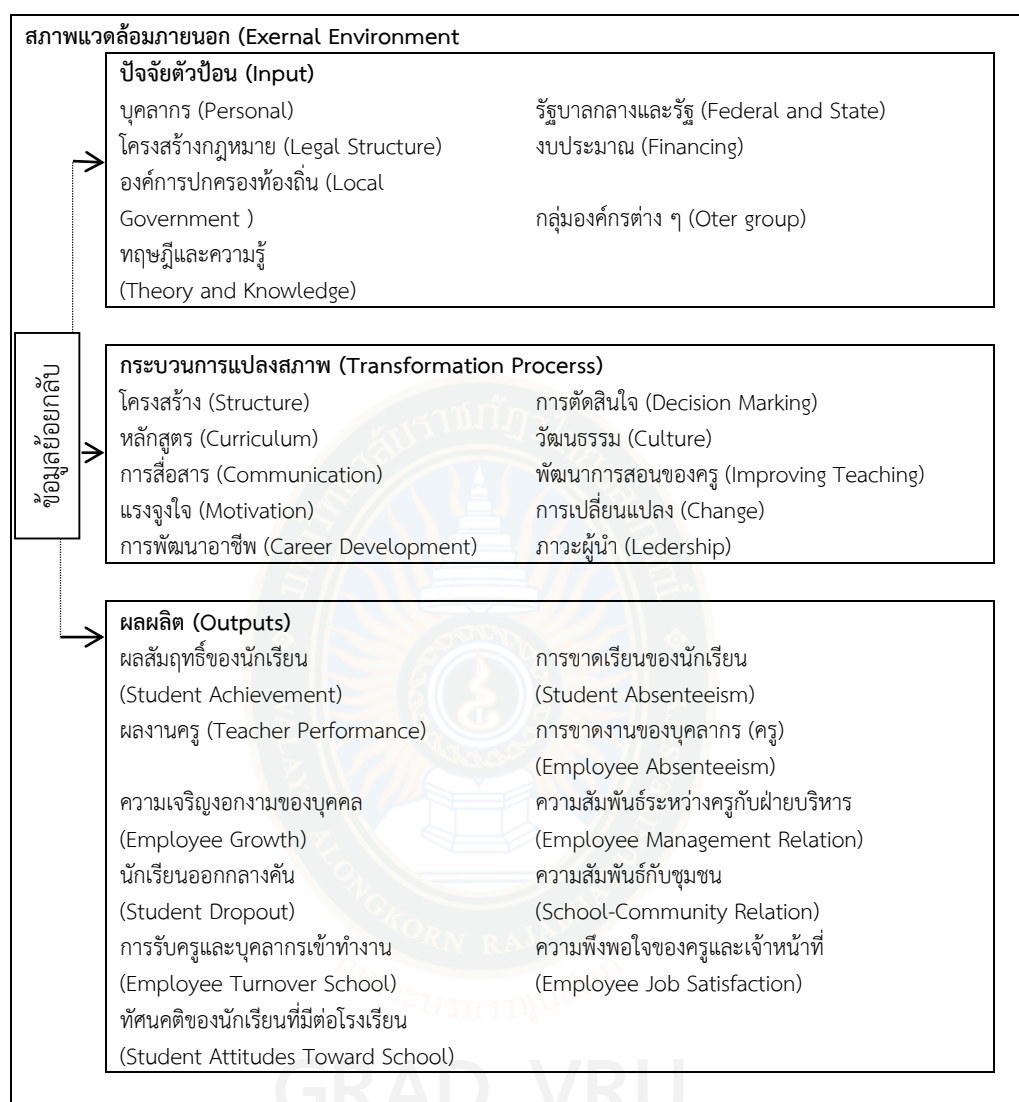 สภาพแวดล้อมภายนอก (Exernal Environment
ปัจจัยตัวป้อน (Input)
บุคลากร (Personal) รัฐบาลกลางและรัฐ (Federal and State)
โครงสร้างกฎหมาย (Legal Structure) งบประมาณ (Financing)
องค์การปกครองท้องถิ่น (Local
Government ) กลุ่มองค์กรต่าง ๆ (Oter group)
ทฤษฎีและความรู้
(Theory and Knowledge)
ข้อมูลย้อยกลับ
กระบวนการแปลงสภาพ (Transformation Procerss)
โครงสร้าง (Structure) การตัดสินใจ (Decision Marking)
หลักสูตร (Curriculum) วัฒนธรรม (Culture)
การสื่อสาร (Communication) พัฒนาการสอนของครู (Improving Teaching)
แรงจูงใจ (Motivation) การเปลี่ยนแปลง (Change)
การพัฒนาอาชีพ (Career Development) ภาวะผู้นำ (Ledership)
ผลผลิต (Outputs)
ผลสัมฤทธิ์ของนักเรียน การขาดเรียนของนักเรียน
(Student Achievement) (Student Absenteeism)
ผลงานครู (Teacher Performance) การขาดงานของบุคลากร (ครู)
(Employee Absenteeism)
ความเจริญงอกงามของบุคคล ความสัมพันธ์ระหว่างครูกับฝ่ายบริหาร
(Employee Growth) (Employee Management Relation)
นักเรียนออกกลางคัน ความสัมพันธ์กับชุมชน
(Student Dropout) (School-Community Relation)
การรับครูและบุคลากรเข้าทำงาน ความพึงพอใจของครูและเจ้าหน้าที่
(Employee Turnover School) (Employee Job Satisfaction)
ทัศนคติของนักเรียนที่มีต่อโรงเรียน
(Student Attitudes Toward School)
GRAD VRU